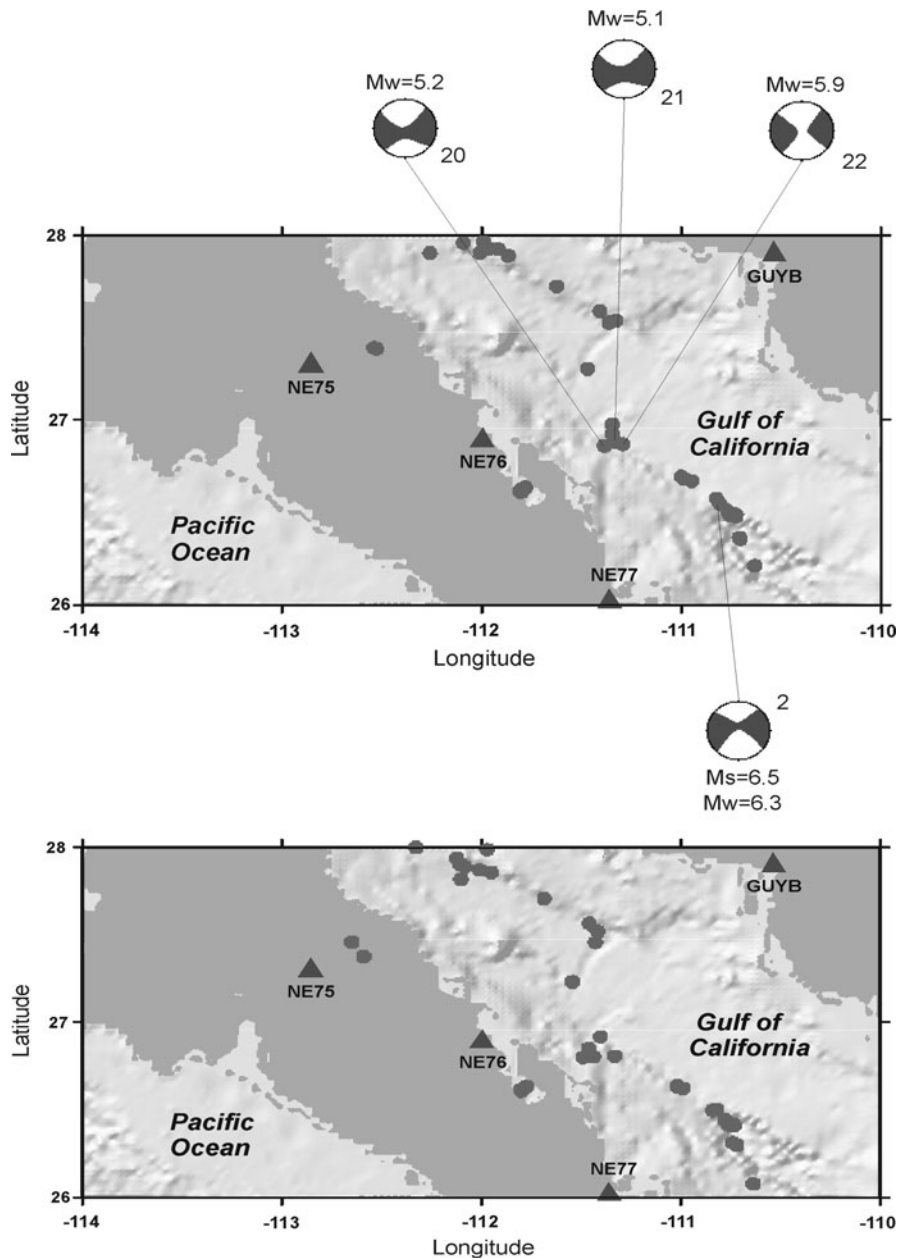 Mw=5.1
Mw=5.2
Mw=5.9
21
20
22
28
GUYB
Latitude
27
NE75
NE76
Gulf of
California
Pacific
Ocean
NE77
26
-114
-113
-112
-111
-110
Longitude
2
Ms=6.5
Mw=6.3
28
GUYB
Latitude
27
NE75
NE76
Gulf of
California
Pacific
Ocean
NE77
26
-114
-113
-112
-111
-110
Longitude